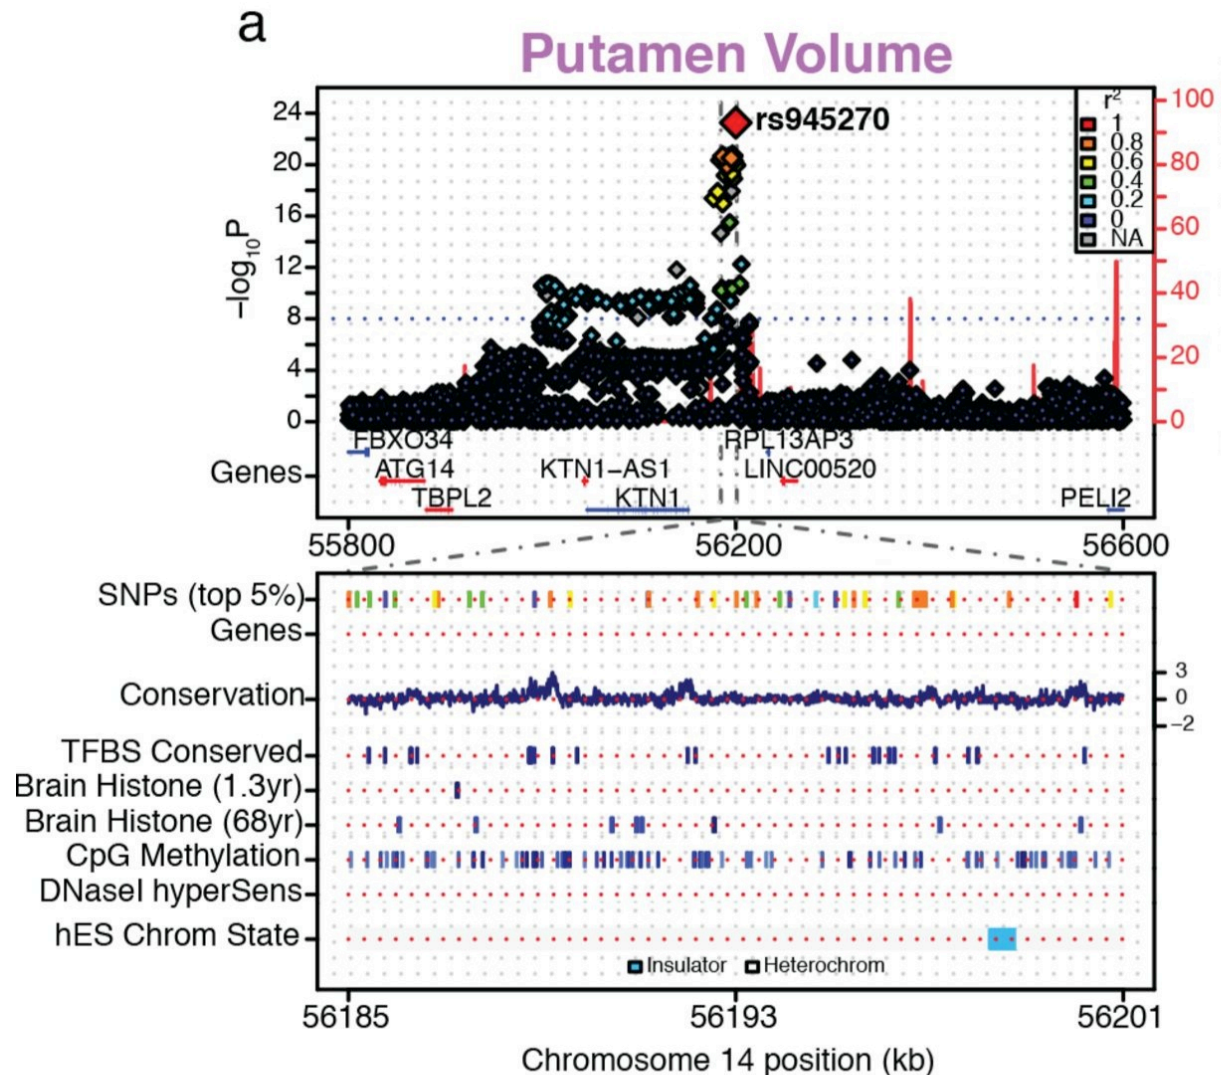 a
Putamen Volume
rs945270
r2
1
0.8
0.6
0.4
0.2
0
NA
–log10P
24
20
16
12
8
4
0
100
80
60
40
20
0
Genes
FBXO34
RPL13AP3
ATG14
KTN1–AS1
LINC00520
TBPL2
KTN1
PELI2
55800
56200
56600
SNPs (top 5%)
Genes
Conservation
3
0
–2
TFBS Conserved
Brain Histone (1.3yr)
Brain Histone (68yr)
CpG Methylation
DNaseI hyperSens
hES Chrom State
Insulator
Heterochrom
56185
56193
56201
Chromosome 14 position (kb)